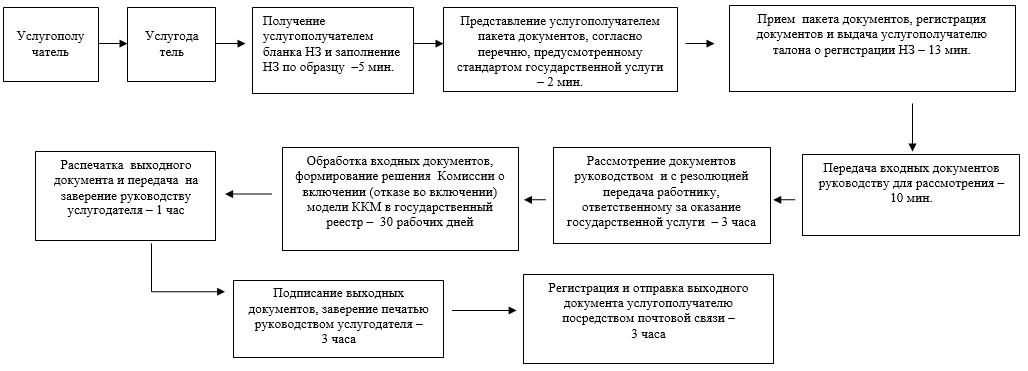 Услугополу
чатель
Услугода
тель
Получение
услугополучателем
бланка НЗ и заполнение
НЗ по образцу –5 мин.
Представление услугополучателем
пакета документов, согласно
перечню, предусмотренному
стандартом государственной услуги
– 2 мин.
Прием пакета документов, регистрация
документов и выдача услугополучателю
талона о регистрации НЗ – 13 мин.
Передача входных документов
руководству для рассмотрения –
10 мин.
Рассмотрение документов
руководством и с резолюцией
передача работнику,
ответственному за оказание
государственной услуги – 3 часа
Обработка входных документов,
формирование решения Комиссии о
включении (отказе во включении)
модели ККМ в государственный
реестр – 30 рабочих дней
Распечатка выходного
документа и передача на
заверение руководству
услугодателя – 1 час
Подписание выходных
документов, заверение печатью
руководством услугодателя –
3 часа
Регистрация и отправка выходного
документа услугополучателю
посредством почтовой связи –
3 часа